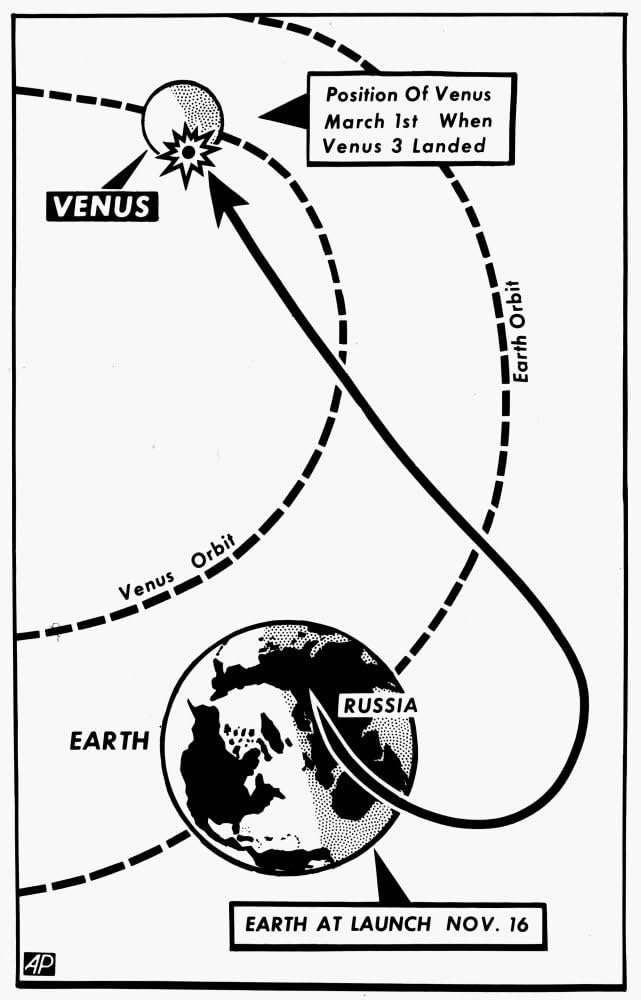 Position Of Venus
March 1st When
Venus 3 Landed
VENUS
Earth Orbit
Venus Orbit
RUSSIA
EARTH
EARTH AT LAUNCH NOV. 16
AP